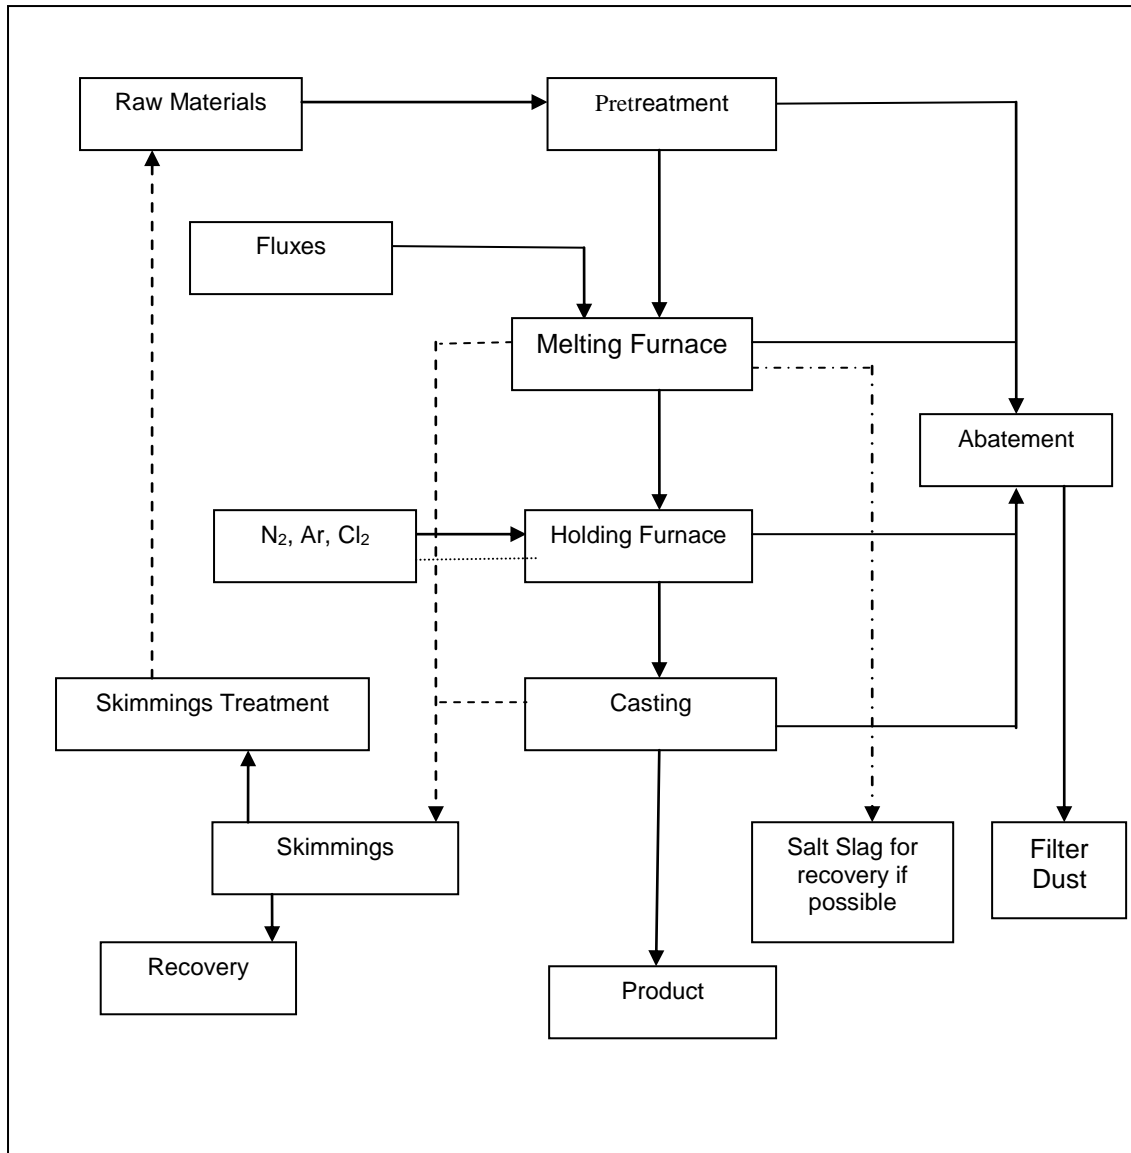 Raw Materials
Pretreatment
Fluxes
Melting Furnace
Abatement
N₂, Ar, Cl₂
Holding Furnace
Skimmings Treatment
Casting
Skimmings
Salt Slag for
recovery if
possible
Filter
Dust
Recovery
Product